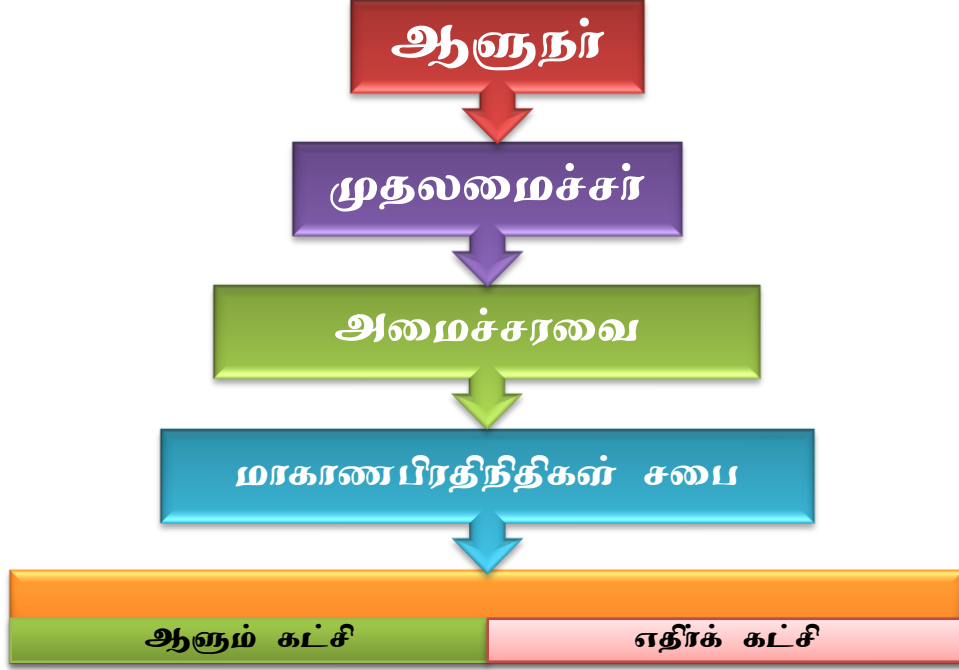 ஆளுநர்
முதலமைச்சர்
அமைச்சரவை
மாகாணபிரதிநிதிகள் சபை
ஆளும் கட்சி
எதிர்க் கட்சி